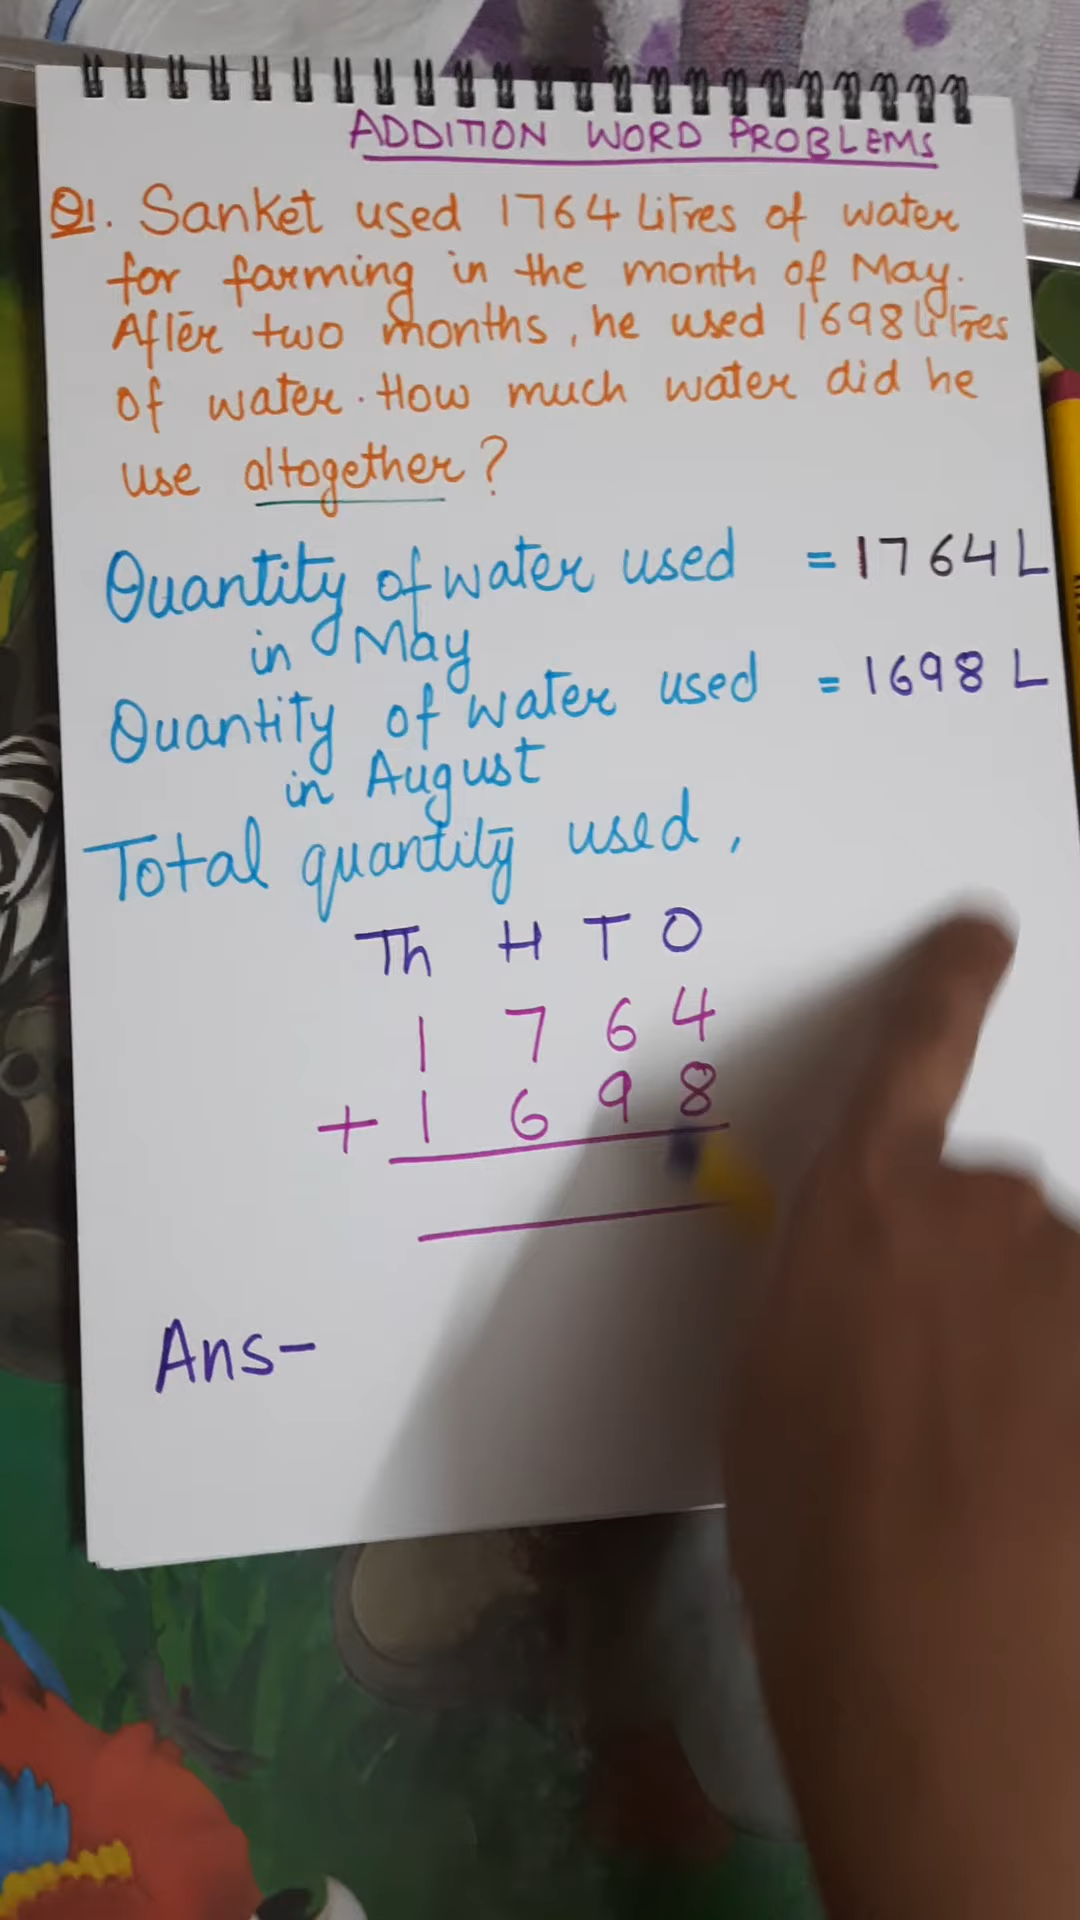 ADDITION WORD PROBLEMS
Q1. Sanket used 1764 Litres of water
for farming in the month of May.
After two months, he used 1698 Litres
of water. How much water did he
use altogether?
Quantity of water used = 1764 L
in May
Quantity of water used = 1698 L
in August
Total quantity used,
Th H T O
1 7 6 4
+ 1 6 9 8
Ans-